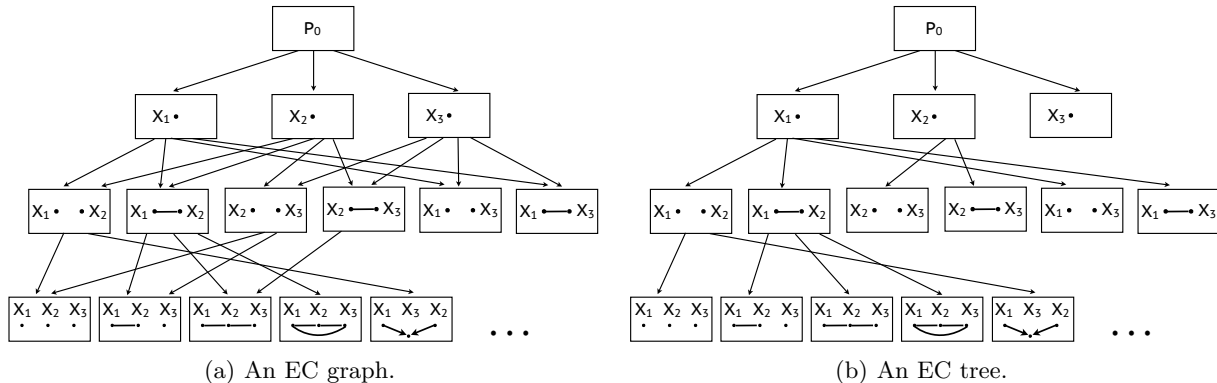 P₀ P₀
X₁ X₂ X₃ X₁ X₂ X₃
X₁ X₂ X₁ X₂ X₂ X₃ X₂ X₃ X₁ X₃ X₁ X₃ X₁ X₂ X₁ X₂ X₂ X₃ X₂ X₃ X₁ X₃ X₁ X₃
X₁ X₂ X₃ X₁ X₂ X₃ X₁ X₂ X₃ X₁ X₂ X₃ X₁ X₃ X₂ ... X₁ X₂ X₃ X₁ X₂ X₃ X₁ X₂ X₃ X₁ X₂ X₃ X₁ X₃ X₂ ...
(a) An EC graph. (b) An EC tree.